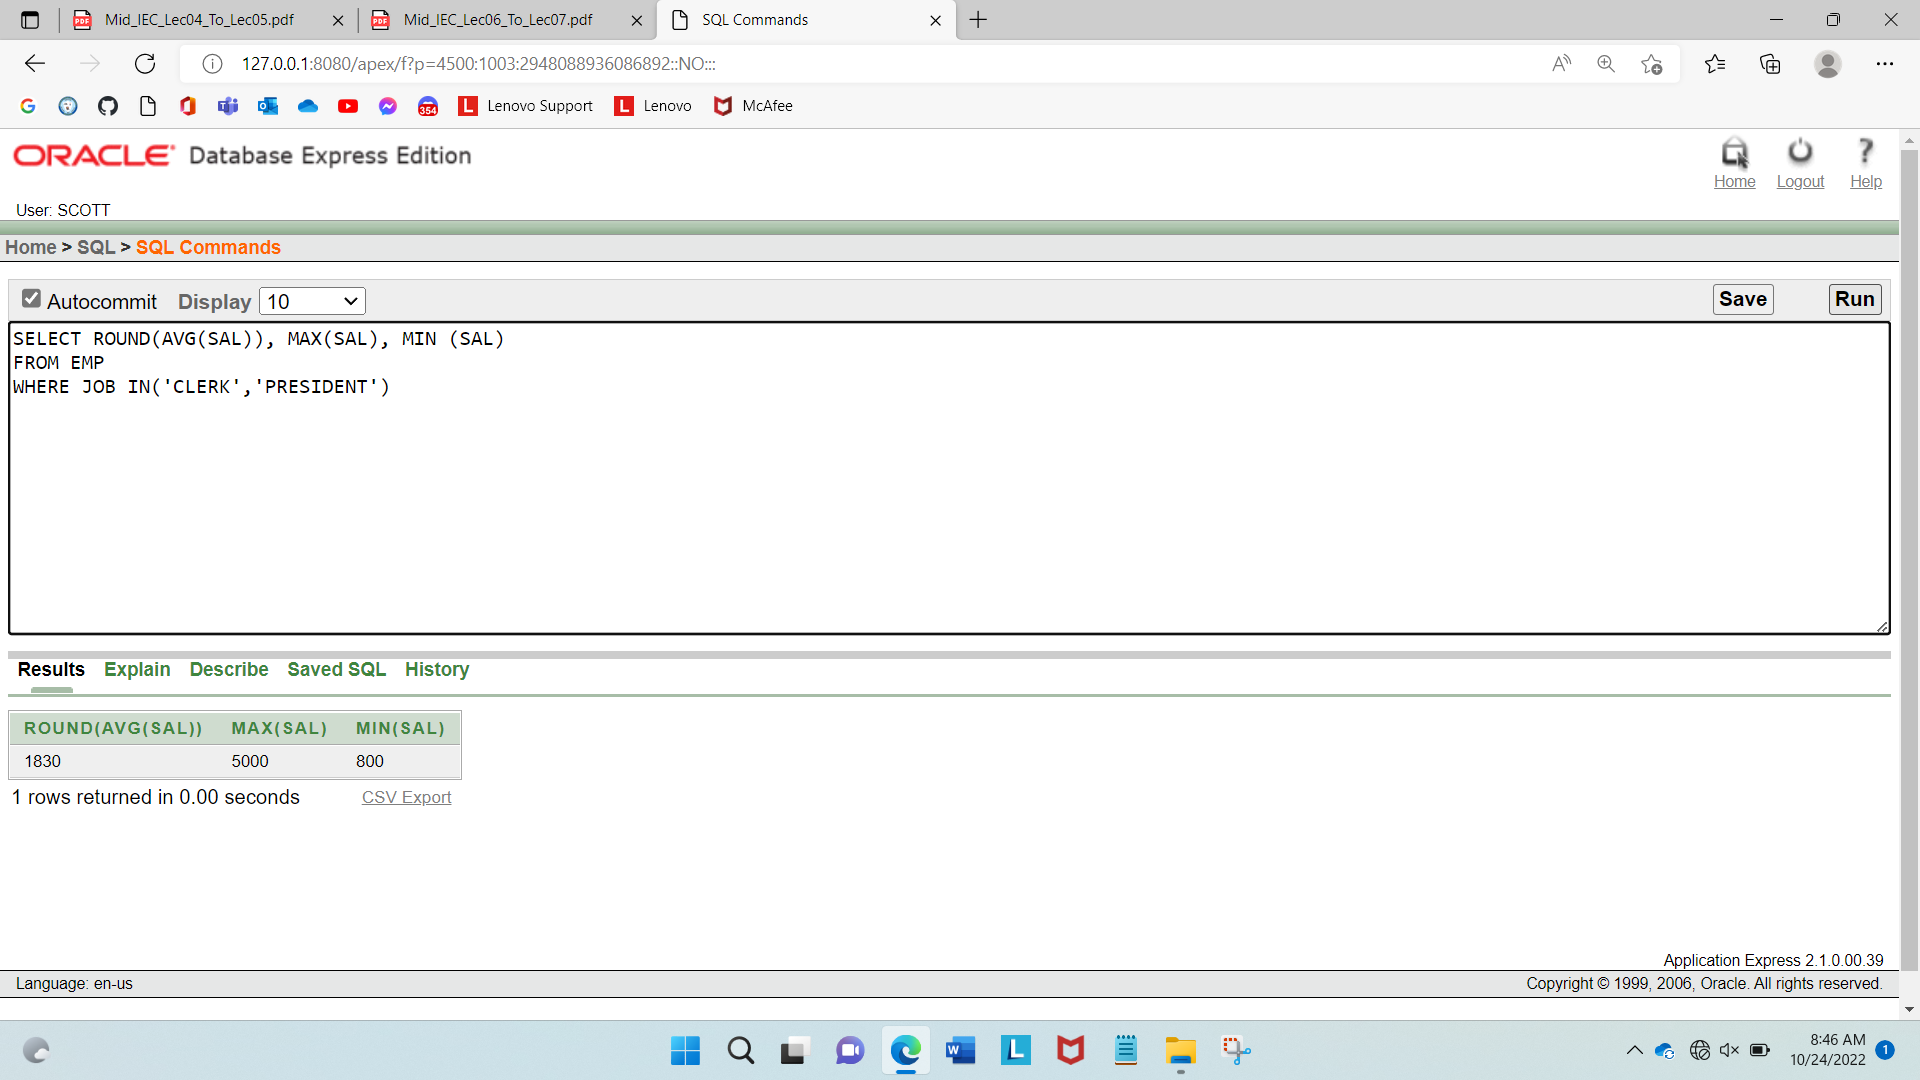 Mid_IEC_Lec04_To_Lec05.pdf
Mid_IEC_Lec06_To_Lec07.pdf
SQL Commands
127.0.0.1:8080/apex/f?p=4500:1003:2948088936086892::NO:::
354
L Lenovo Support
L Lenovo
McAfee
ORACLE Database Express Edition
Home
Logout
Help
User: SCOTT
Home > SQL > SQL Commands
Autocommit Display 10
Save
Run
SELECT ROUND(AVG(SAL)), MAX(SAL), MIN (SAL)
FROM EMP
WHERE JOB IN('CLERK','PRESIDENT')
Results Explain Describe Saved SQL History
ROUND(AVG(SAL)) MAX(SAL) MIN(SAL)
1830 5000 800
1 rows returned in 0.00 seconds
CSV Export
Application Express 2.1.0.00.39
Language: en-us
Copyright © 1999, 2006, Oracle. All rights reserved.
8:46 AM
10/24/2022
1